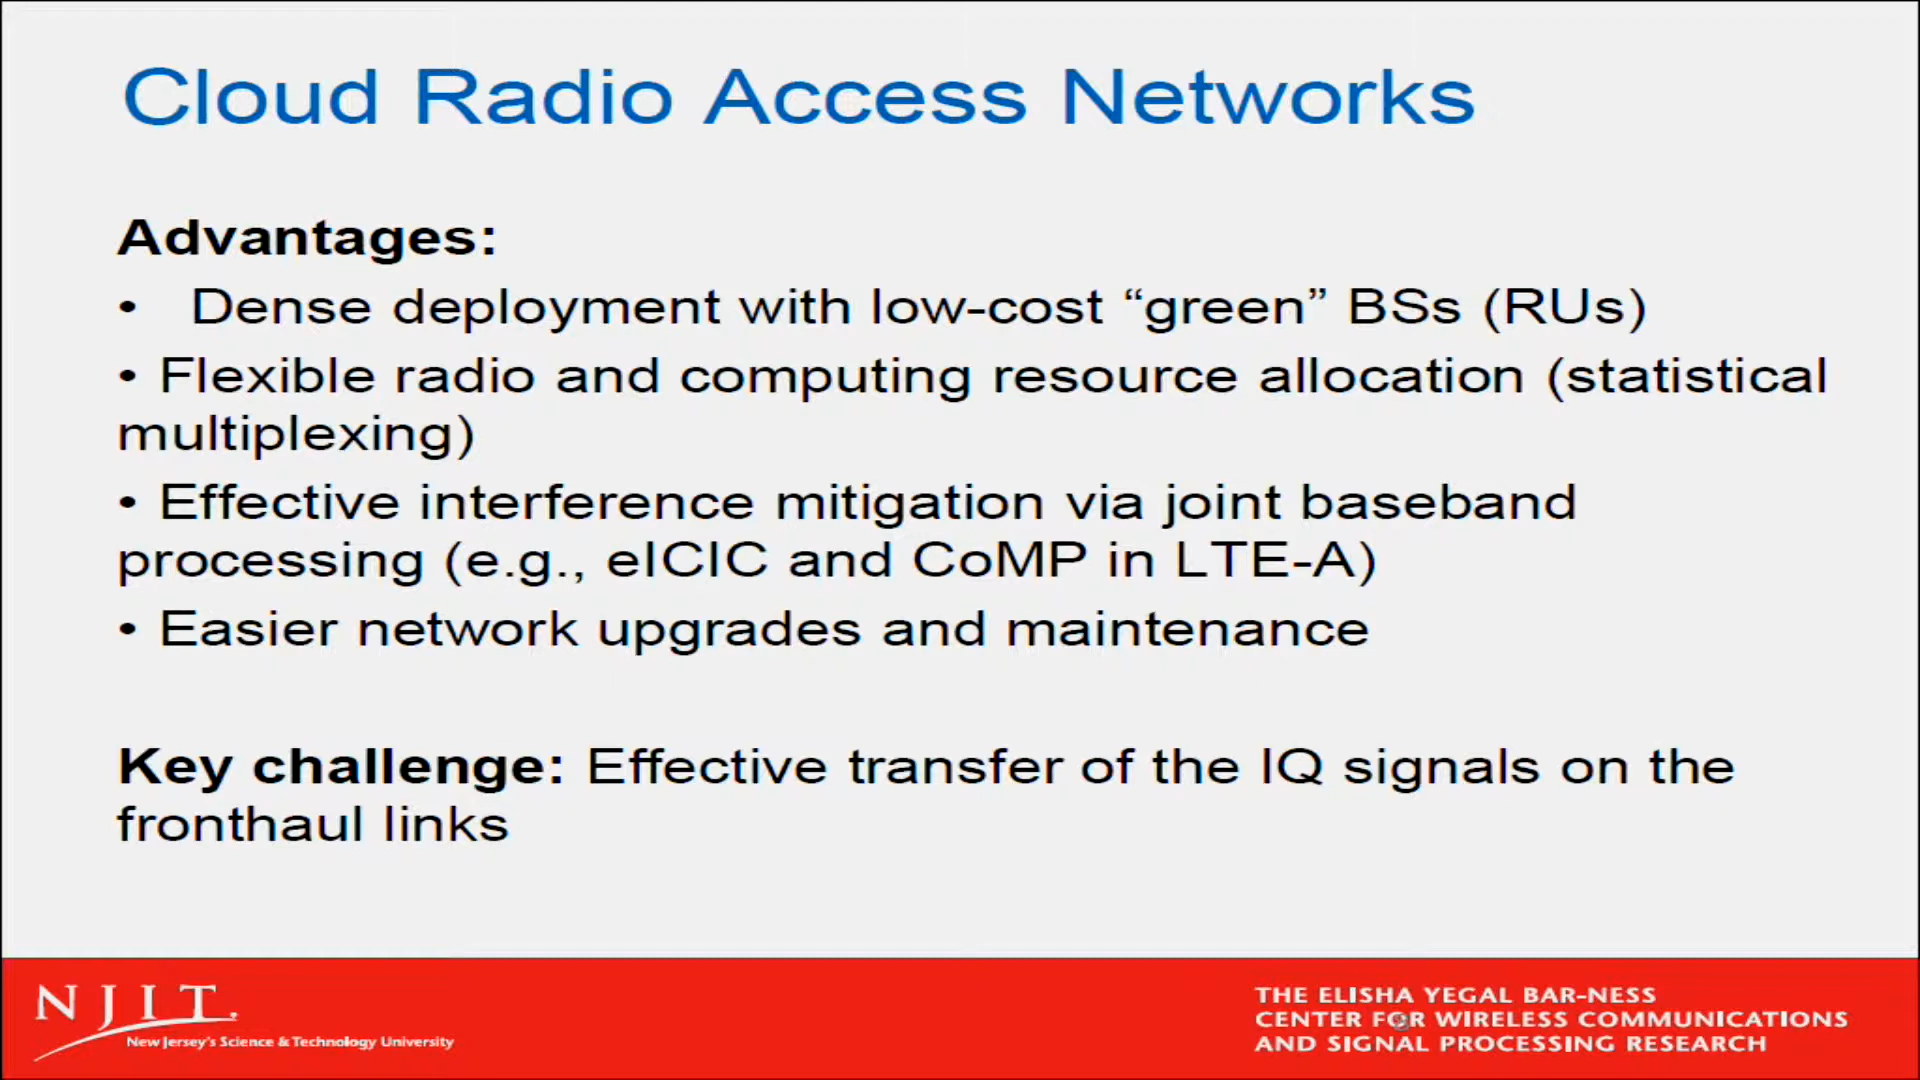 Cloud Radio Access Networks
Advantages:
• Dense deployment with low-cost “green” BSs (RUs)
• Flexible radio and computing resource allocation (statistical
multiplexing)
• Effective interference mitigation via joint baseband
processing (e.g., eICIC and CoMP in LTE-A)
• Easier network upgrades and maintenance
Key challenge: Effective transfer of the IQ signals on the
fronthaul links
NJIT.
New Jersey's Science & Technology University
THE ELISHA YEGAL BAR-NESS
CENTER FOR WIRELESS COMMUNICATIONS
AND SIGNAL PROCESSING RESEARCH